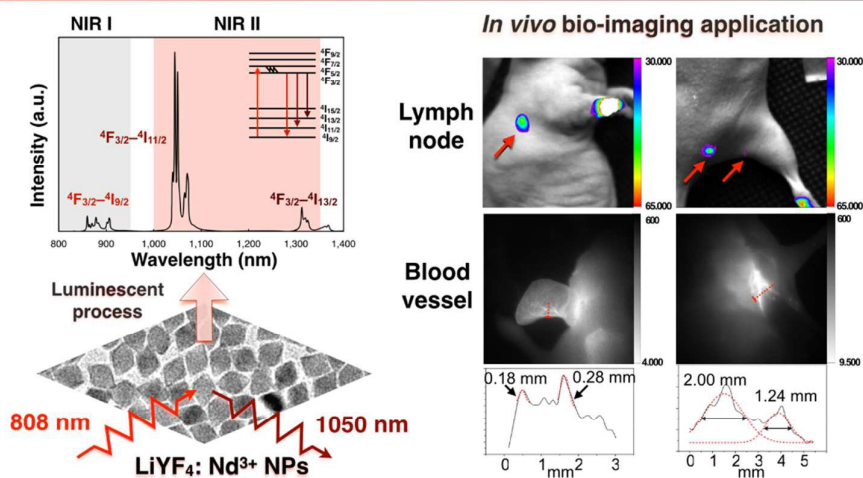 NIR I
NIR II
Intensity (a.u.)
⁴F₉/₂
⁴F₇/₂
⁴F₅/₂
⁴F₃/₂
⁴I₁₅/₂
⁴I₁₃/₂
⁴I₁₁/₂
⁴I₉/₂
⁴F₃/₂–⁴I₁₁/₂
⁴F₃/₂–⁴I₉/₂
⁴F₃/₂–⁴I₁₃/₂
800 900 1,000 1,100 1,200 1,300 1,400
Wavelength (nm)
Luminescent
process
808 nm
1050 nm
LiYF₄: Nd³⁺ NPs
In vivo bio-imaging application
Lymph
node
30.000
65.000
30.000
65.000
Blood
vessel
600
4.000
600
9.500
0.18 mm
0.28 mm
0 1 2 3
mm²
2.00 mm
1.24 mm
0 1 2 3 4 5
mm²